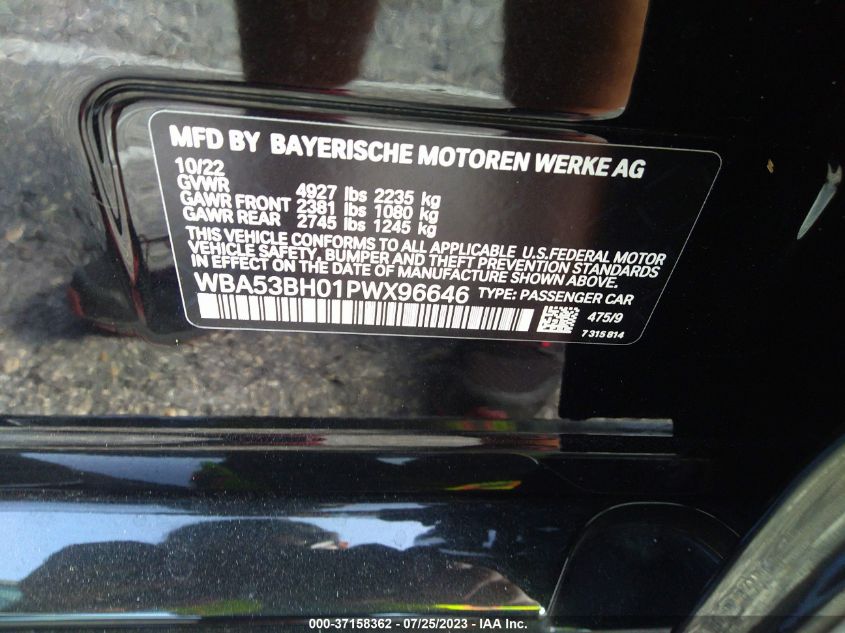 MFD BY BAYERISCHE MOTOREN WERKE AG
10/22
GVWR 4927 lbs 2235 kg
GAWR FRONT 2381 lbs 1080 kg
GAWR REAR 2745 lbs 1245 kg
THIS VEHICLE CONFORMS TO ALL APPLICABLE U.S.FEDERAL MOTOR
VEHICLE SAFETY, BUMPER AND THEFT PREVENTION STANDARDS
IN EFFECT ON THE DATE OF MANUFACTURE SHOWN ABOVE.
WBA53BH01PWX96646 TYPE: PASSENGER CAR
475/9
7 315 814
000-37158362 - 07/25/2023 - IAA Inc.